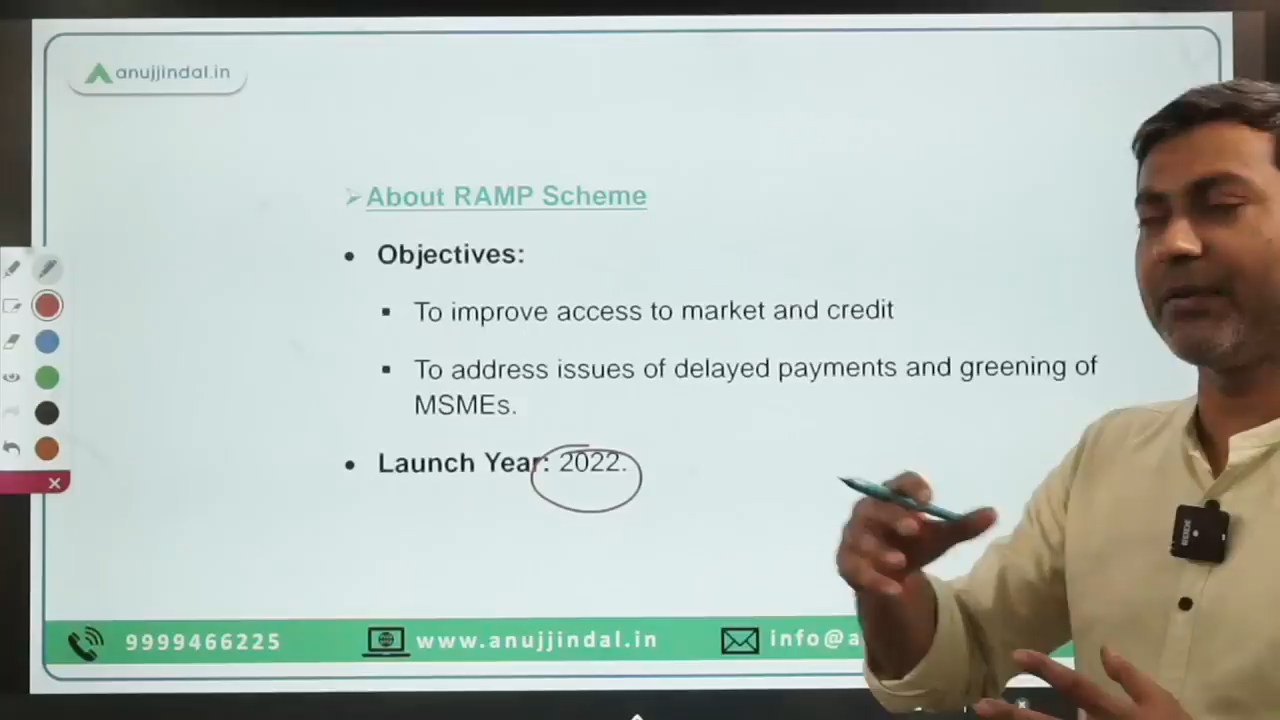 anujjindal.in
About RAMP Scheme
Objectives:
To improve access to market and credit
To address issues of delayed payments and greening of
MSMEs.
Launch Year: 2022.
9999466225
www.anujjindal.in
info@a
RODE